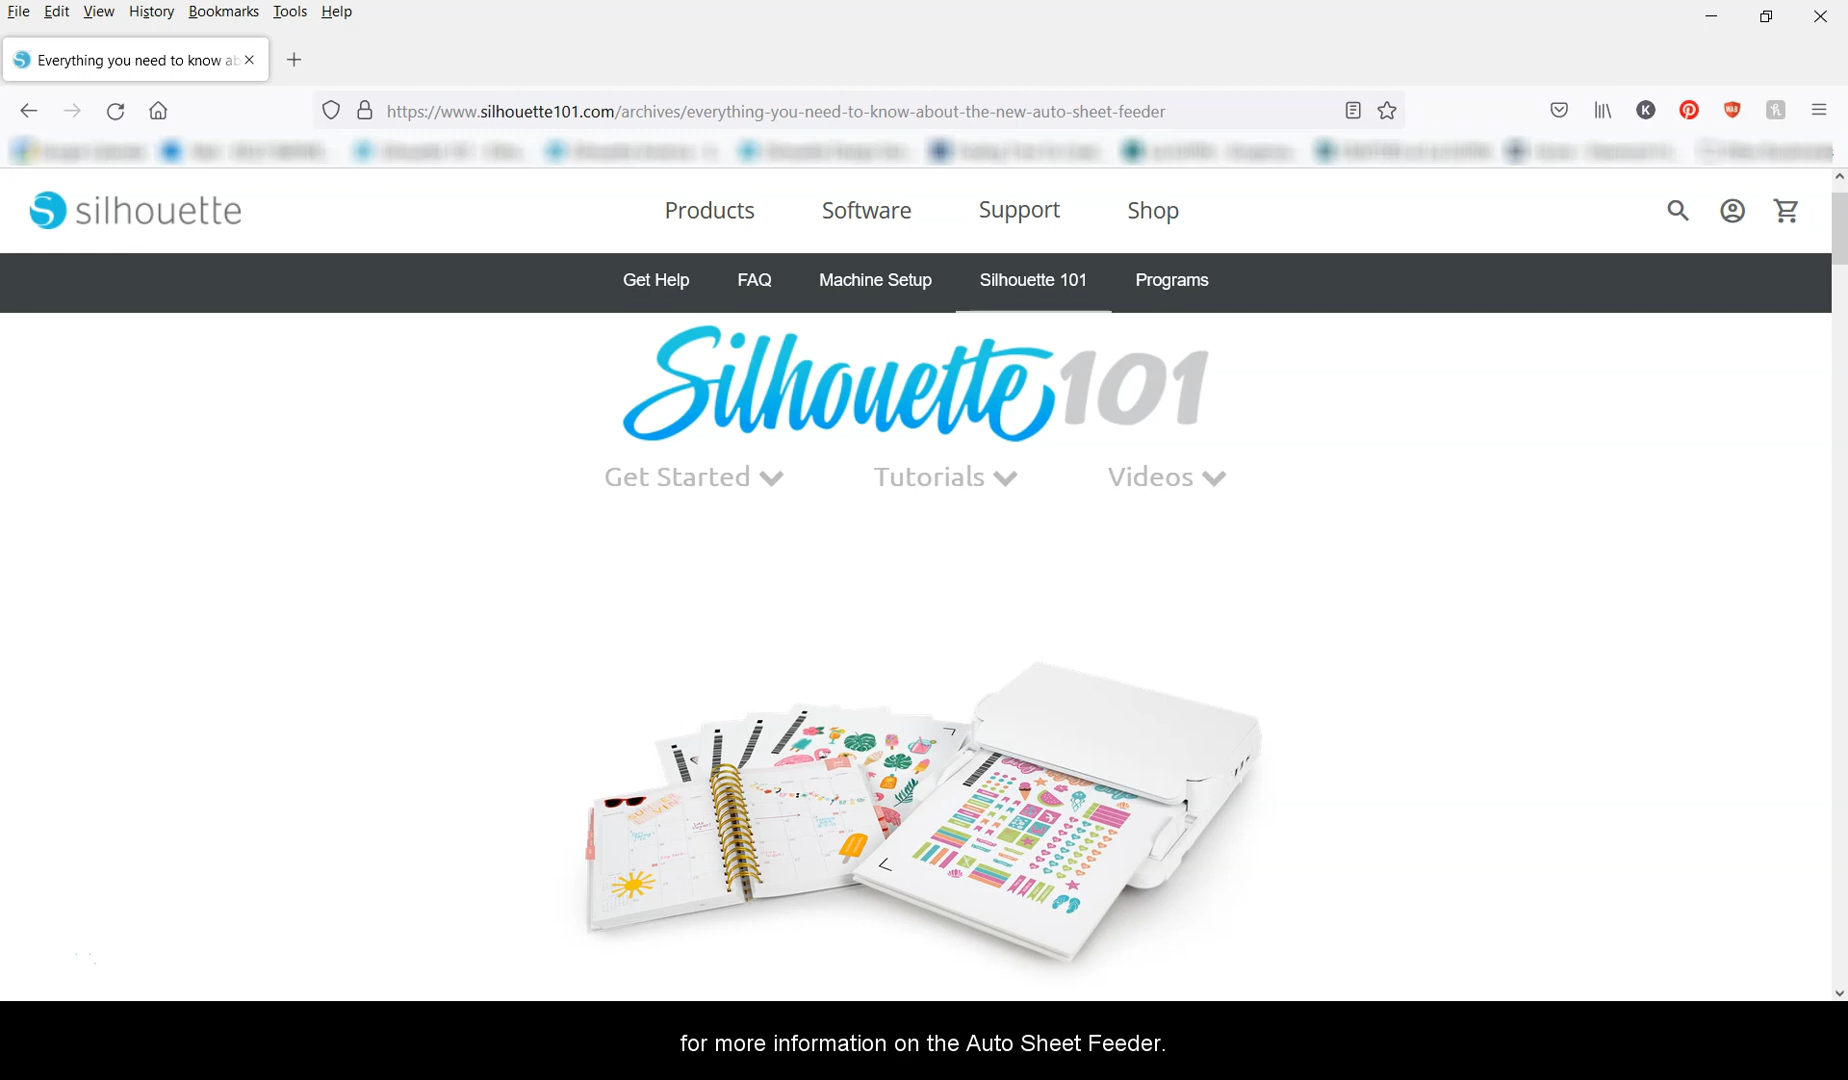 File Edit View History Bookmarks Tools Help
Everything you need to know ab
https://www.silhouette101.com/archives/everything-you-need-to-know-about-the-new-auto-sheet-feeder
silhouette
Products Software Support Shop
Get Help FAQ Machine Setup Silhouette 101 Programs
Silhouette 101
Get Started Tutorials Videos
for more information on the Auto Sheet Feeder.